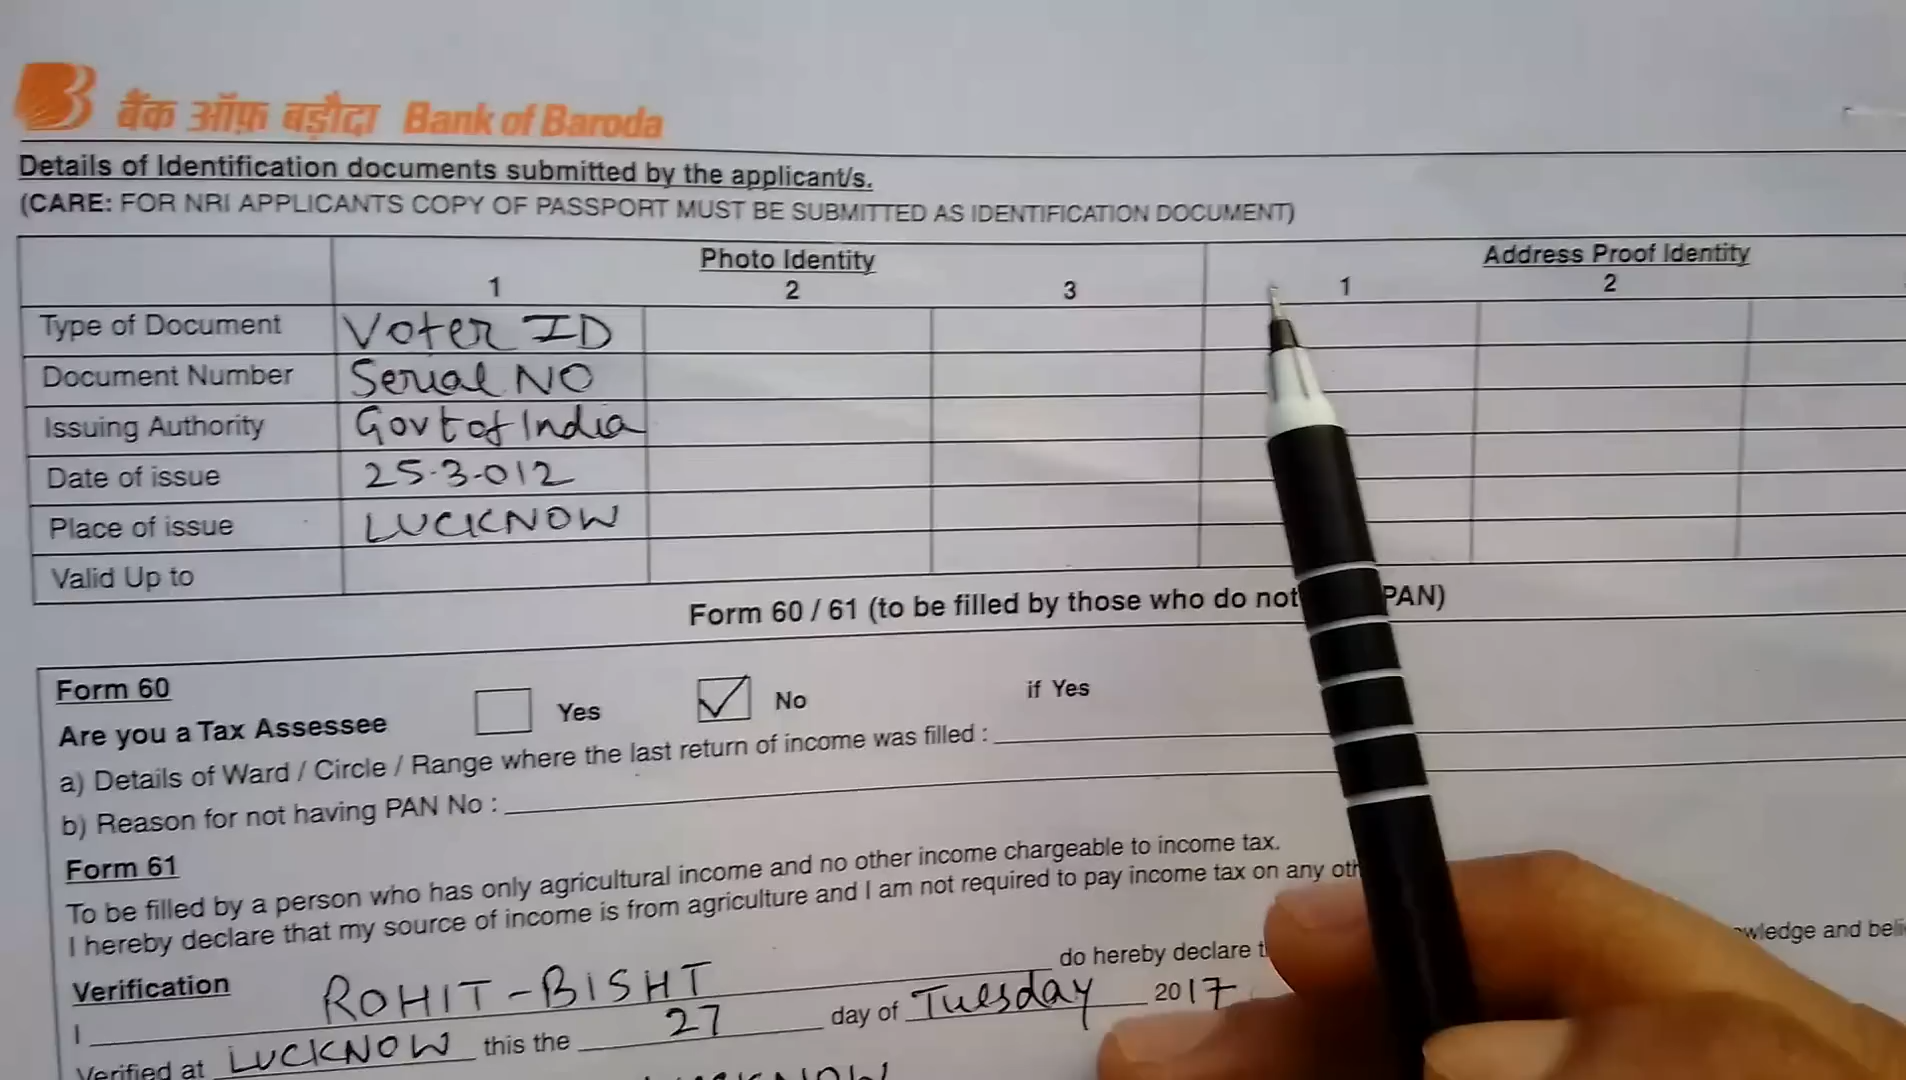 बैंक ऑफ़ बड़ौदा Bank of Baroda
Details of Identification documents submitted by the applicant/s.
(CARE: FOR NRI APPLICANTS COPY OF PASSPORT MUST BE SUBMITTED AS IDENTIFICATION DOCUMENT)
Photo Identity Address Proof Identity
1 2 3 1 2
Type of Document Voter ID
Document Number Serial NO
Issuing Authority Govt of India
Date of issue 25-3-012
Place of issue LUCKNOW
Valid Up to
Form 60 / 61 (to be filled by those who do not PAN)
Form 60
Are you a Tax Assessee Yes No if Yes
a) Details of Ward / Circle / Range where the last return of income was filled :
b) Reason for not having PAN No :
Form 61
To be filled by a person who has only agricultural income and no other income chargeable to income tax.
I hereby declare that my source of income is from agriculture and I am not required to pay income tax on any
Verification
I ROHIT-BISHT do hereby declare and
Verified at LUCKNOW this the 27 day of Tuesday 2017